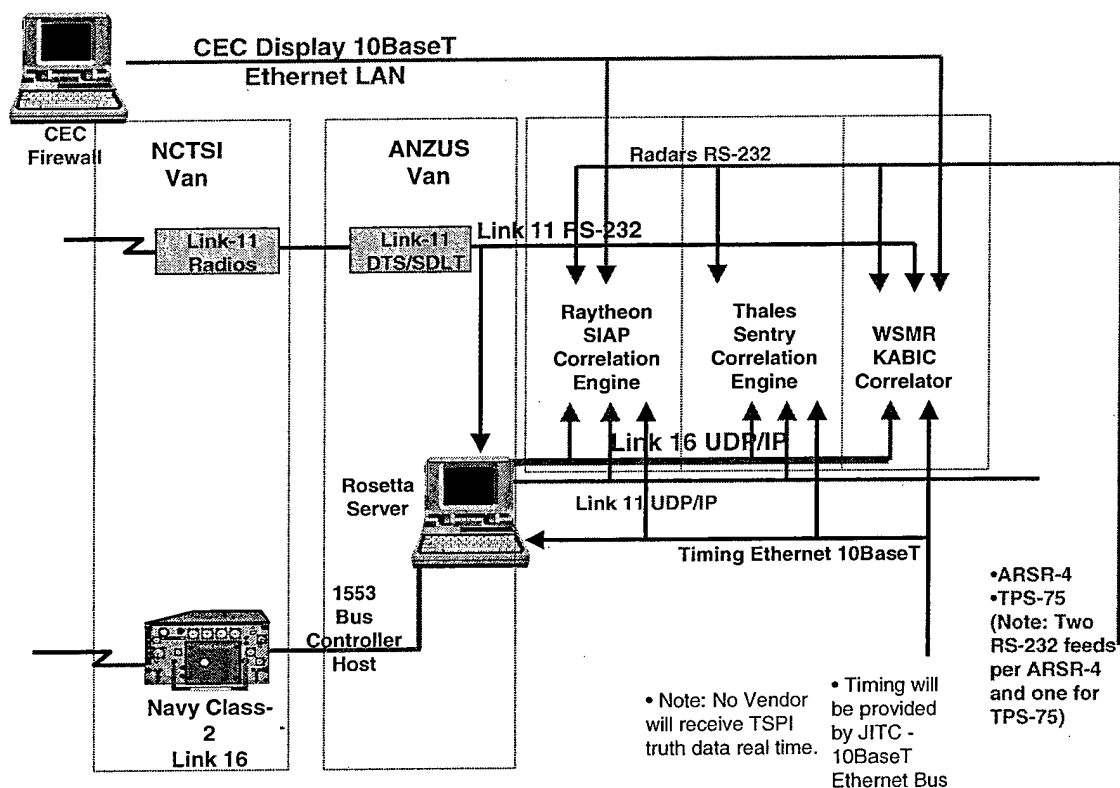 CEC Display 10BaseT
Ethernet LAN
CEC
Firewall
NCTSI
Van
ANZUS
Van
Radars RS-232
Link-11
Radios
Link-11
DTS/SDLT
Link 11 RS-232
Raytheon
SIAP
Correlation
Engine
Thales
Sentry
Correlation
Engine
WSMR
KABIC
Correlator
Link 16 UDP/IP
Rosetta
Server
Link 11 UDP/IP
Timing Ethernet 10BaseT
1553
Bus
Controller
Host
Navy Class-
2
Link 16
•ARSR-4
•TPS-75
(Note: Two
RS-232 feeds
per ARSR-4
and one for
TPS-75)
• Note: No Vendor
will receive TSPI
truth data real time.
• Timing will
be provided
by JITC -
10BaseT
Ethernet Bus